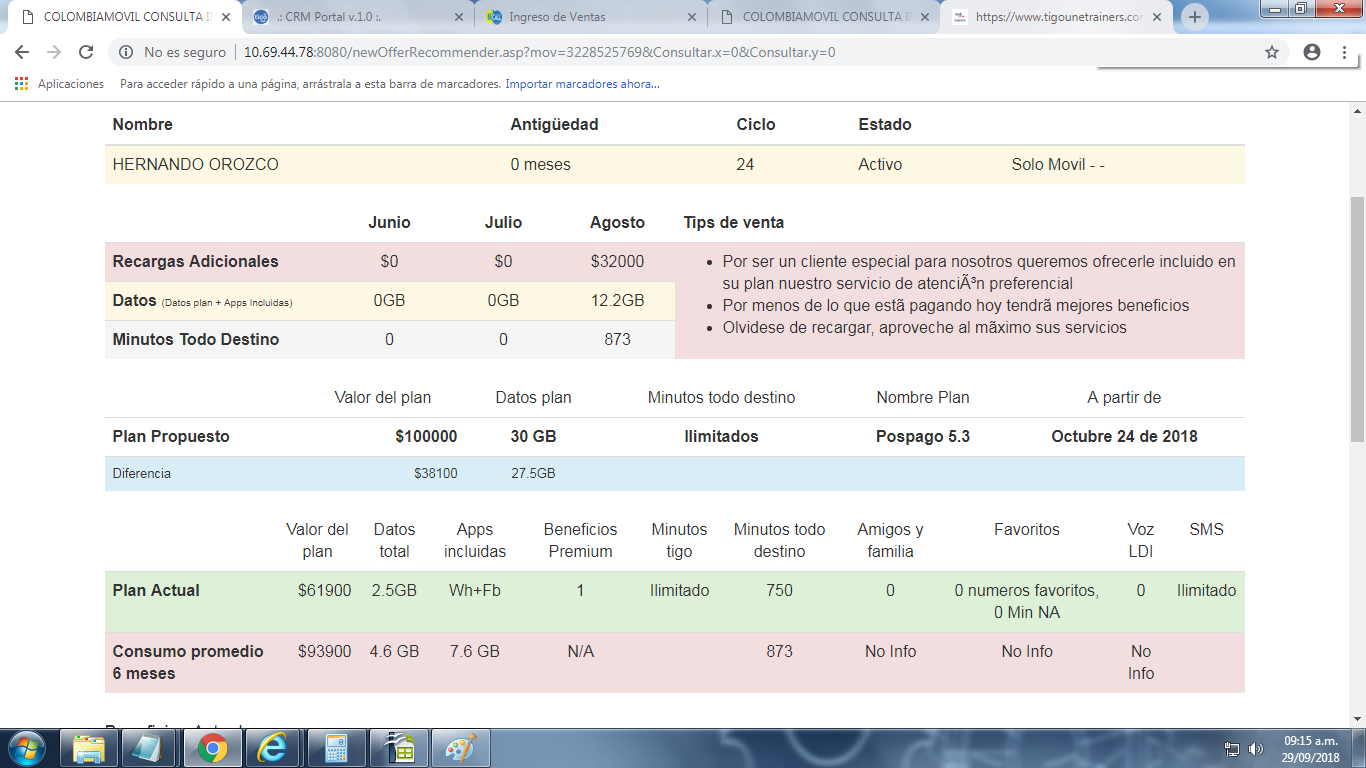 COLOMBIAMOVIL CONSULTA I
.: CRM Portal v.1.0 :.
Ingreso de Ventas
COLOMBIAMOVIL CONSULTA I
https://www.tigounetrainers.co
No es seguro 10.69.44.78:8080/newOfferRecommender.asp?mov=3228525769&Consultar.x=0&Consultar.y=0
Aplicaciones Para acceder rápido a una página, arrástrala a esta barra de marcadores. Importar marcadores ahora...
Nombre Antigüedad Ciclo Estado
HERNANDO OROZCO 0 meses 24 Activo Solo Movil - -
Junio Julio Agosto Tips de venta
Recargas Adicionales $0 $0 $32000
Datos (Datos plan + Apps Incluidas) 0GB 0GB 12.2GB
Minutos Todo Destino 0 0 873
• Por ser un cliente especial para nosotros queremos ofrecerle incluido en
su plan nuestro servicio de atenciÃ³n preferencial
• Por menos de lo que estã pagando hoy tendrã mejores beneficios
• Olvidese de recargar, aproveche al mãximo sus servicios
Valor del plan Datos plan Minutos todo destino Nombre Plan A partir de
Plan Propuesto $100000 30 GB Ilimitados Pospago 5.3 Octubre 24 de 2018
Diferencia $38100 27.5GB
Valor del plan Datos total Apps incluidas Beneficios Premium Minutos tigo Minutos todo destino Amigos y familia Favoritos Voz LDI SMS
Plan Actual $61900 2.5GB Wh+Fb 1 Ilimitado 750 0 0 numeros favoritos, 0 Min NA 0 Ilimitado
Consumo promedio 6 meses $93900 4.6 GB 7.6 GB N/A 873 No Info No Info No Info
09:15 a.m.
29/09/2018